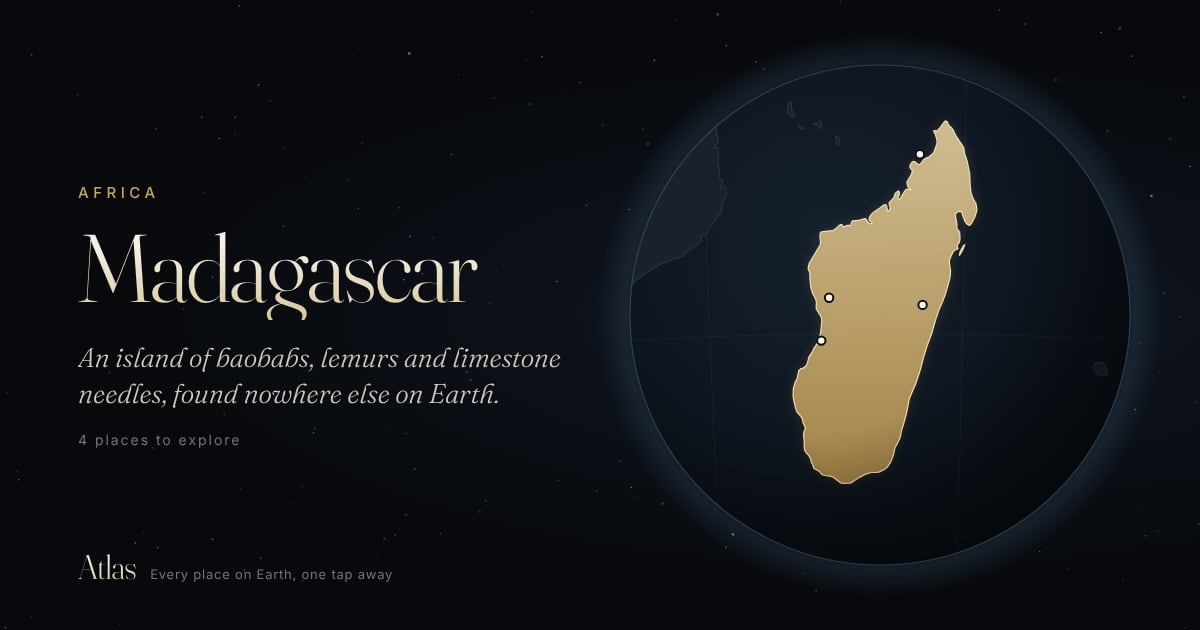 AFRICA
Madagascar
An island of baobabs, lemurs and limestone
needles, found nowhere else on Earth.
4 places to explore
Atlas Every place on Earth, one tap away